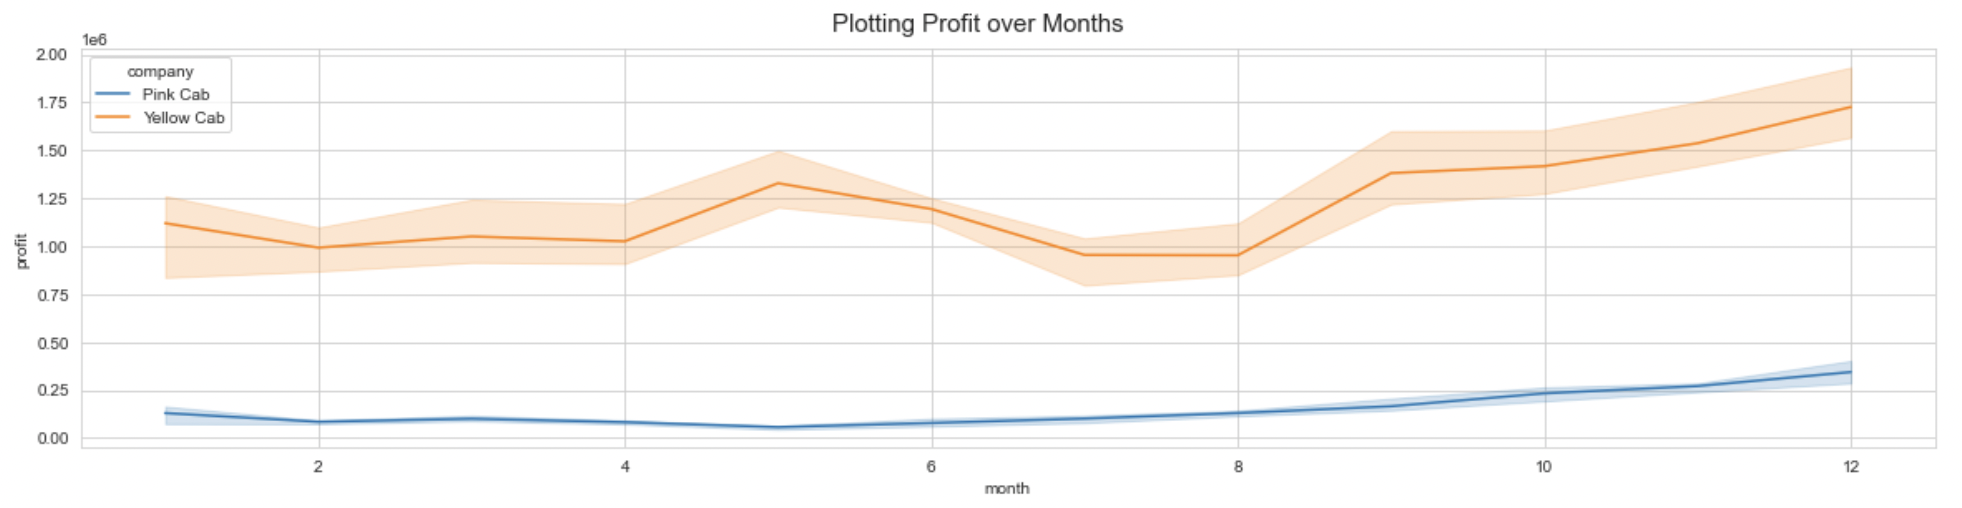 Plotting Profit over Months
1e6
2.00
1.75
1.50
1.25
1.00
0.75
0.50
0.25
0.00
profit
company
Pink Cab
Yellow Cab
2 4 6 8 10 12
month